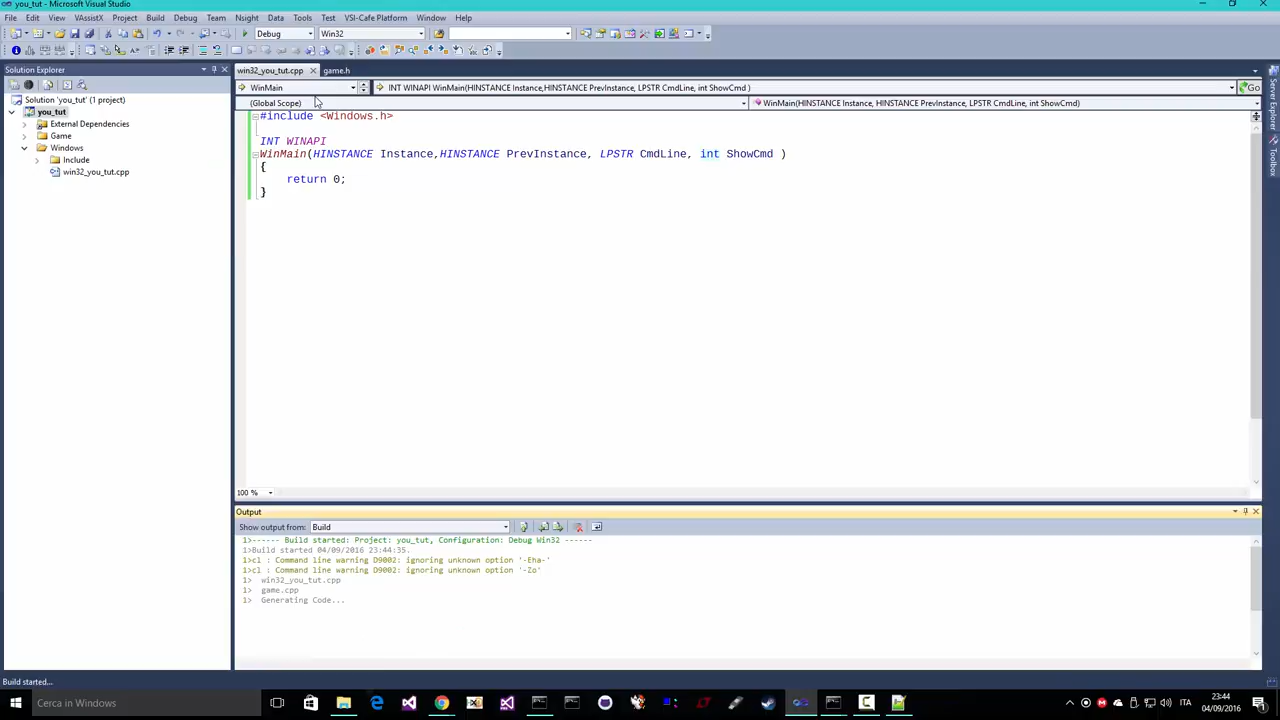 you_tut - Microsoft Visual Studio
File Edit View VAssistX Project Build Debug Team Nsight Data Tools Test VSI-Cafe Platform Window Help
Debug Win32
Solution Explorer
win32_you_tut.cpp game.h
WinMain INT WINAPI WinMain(HINSTANCE Instance,HINSTANCE PrevInstance, LPSTR CmdLine, int ShowCmd ) Go
(Global Scope) WinMain(HINSTANCE Instance, HINSTANCE PrevInstance, LPSTR CmdLine, int ShowCmd)
Solution 'you_tut' (1 project)
you_tut
External Dependencies
Game
Windows
Include
win32_you_tut.cpp
#include <Windows.h>
INT WINAPI
WinMain(HINSTANCE Instance,HINSTANCE PrevInstance, LPSTR CmdLine, int ShowCmd )
{
return 0;
}
Server Explorer
Toolbox
100 %
Output
Show output from: Build
1>------ Build started: Project: you_tut, Configuration: Debug Win32 ------
1>Build started 04/09/2016 23:44:35.
1>cl : Command line warning D9002: ignoring unknown option '-Eha-'
1>cl : Command line warning D9002: ignoring unknown option '-Zo'
1> win32_you_tut.cpp
1> game.cpp
1> Generating Code...
Build started...
Cerca in Windows
ITA
23:44
04/09/2016